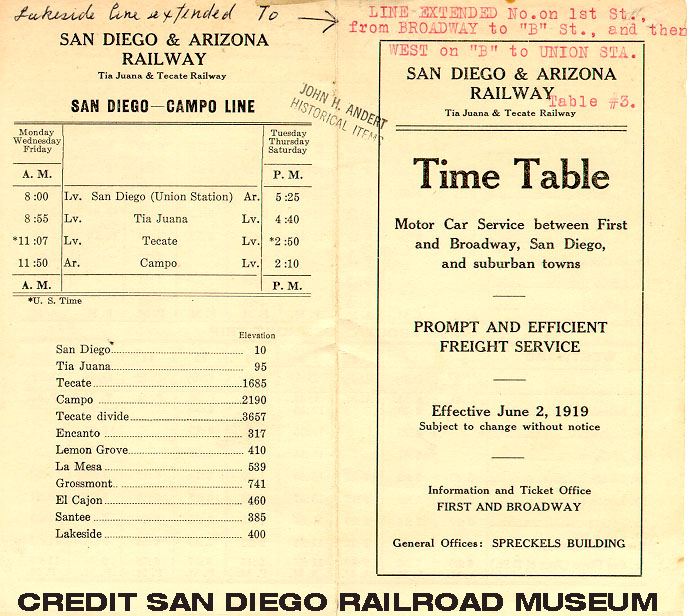 Lakeside line extended To
SAN DIEGO & ARIZONA
RAILWAY
Tia Juana & Tecate Railway
SAN DIEGO—CAMPO LINE
Monday
Wednesday
Friday
Tuesday
Thursday
Saturday
A. M. P. M.
8:00 Lv. San Diego (Union Station) Ar. 5:25
8:55 Lv. Tia Juana Lv. 4:40
*11:07 Lv. Tecate Lv. *2:50
11:50 Ar. Campo Lv. 2:10
A. M. P. M.
*U. S. Time
Elevation
San Diego 10
Tia Juana 95
Tecate 1685
Campo 2190
Tecate divide 3657
Encanto 317
Lemon Grove 410
La Mesa 539
Grossmont 741
El Cajon 460
Santee 385
Lakeside 400
JOHN H. ANDERT
HISTORICAL ITEMS
LINE EXTENDED No.on 1st St.,
from BROADWAY to "B" St., and then
WEST on "B" to UNION STA.
SAN DIEGO & ARIZONA
RAILWAY
Table #3.
Tia Juana & Tecate Railway
Time Table
Motor Car Service between First
and Broadway, San Diego,
and suburban towns
PROMPT AND EFFICIENT
FREIGHT SERVICE
Effective June 2, 1919
Subject to change without notice
Information and Ticket Office
FIRST AND BROADWAY
General Offices: SPRECKELS BUILDING
CREDIT SAN DIEGO RAILROAD MUSEUM